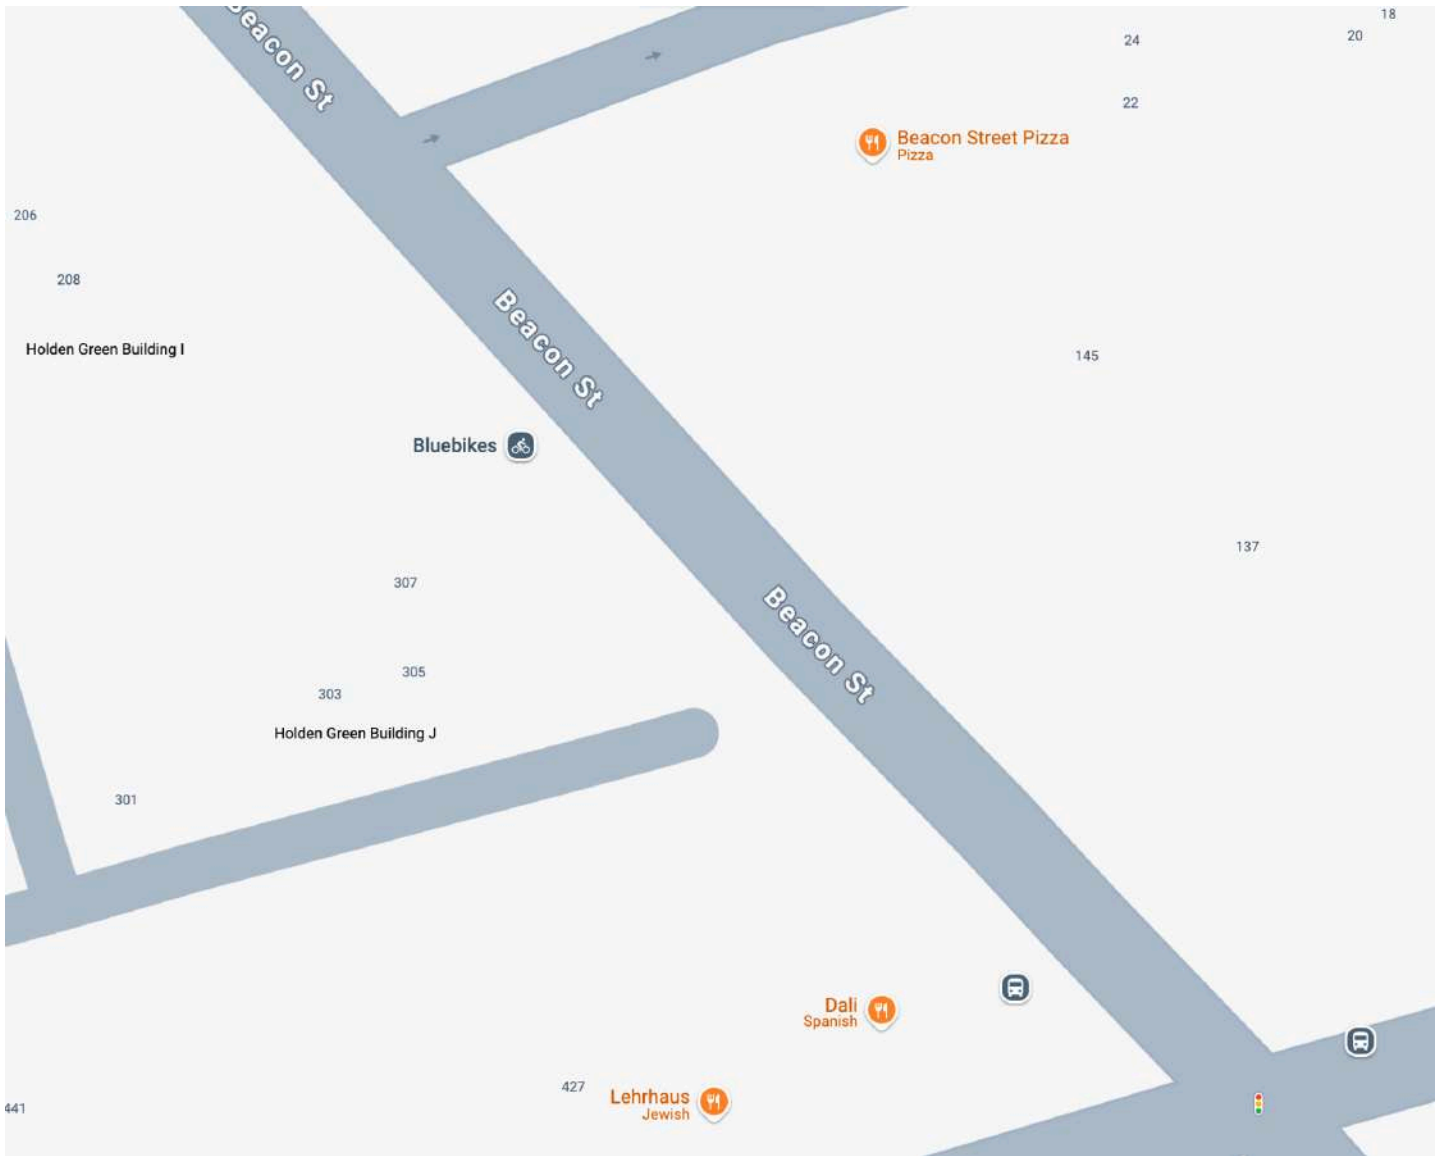 Beacon St
18
20
24
22
Beacon Street Pizza
Pizza
206
208
Beacon St
Holden Green Building I
145
Bluebikes
137
307
Beacon St
305
303
Holden Green Building J
301
Dali
Spanish
427
Lehrhaus
Jewish
441